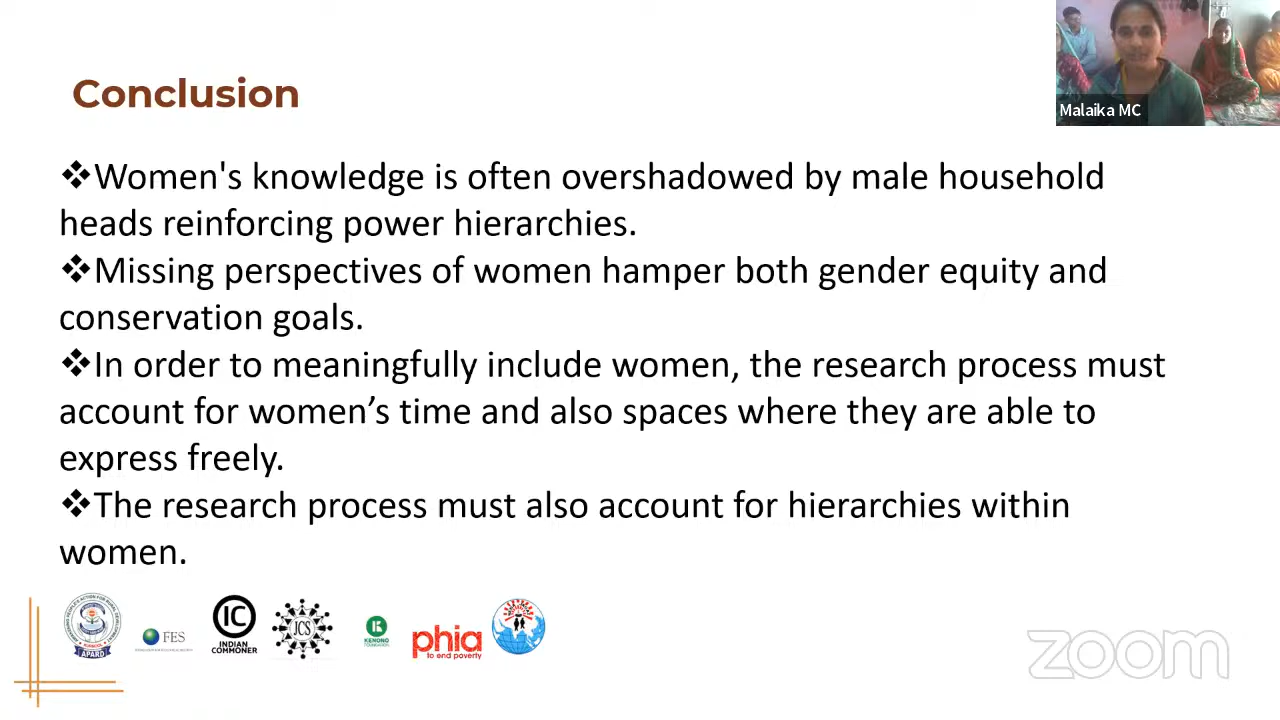 Conclusion
Malaika MC
❖Women's knowledge is often overshadowed by male household
heads reinforcing power hierarchies.
❖Missing perspectives of women hamper both gender equity and
conservation goals.
❖In order to meaningfully include women, the research process must
account for women’s time and also spaces where they are able to
express freely.
❖The research process must also account for hierarchies within
women.
APARD
FES
IC
INDIAN
COMMONER
JCS
KENONO
FOUNDATION
phia
to end poverty
zoom